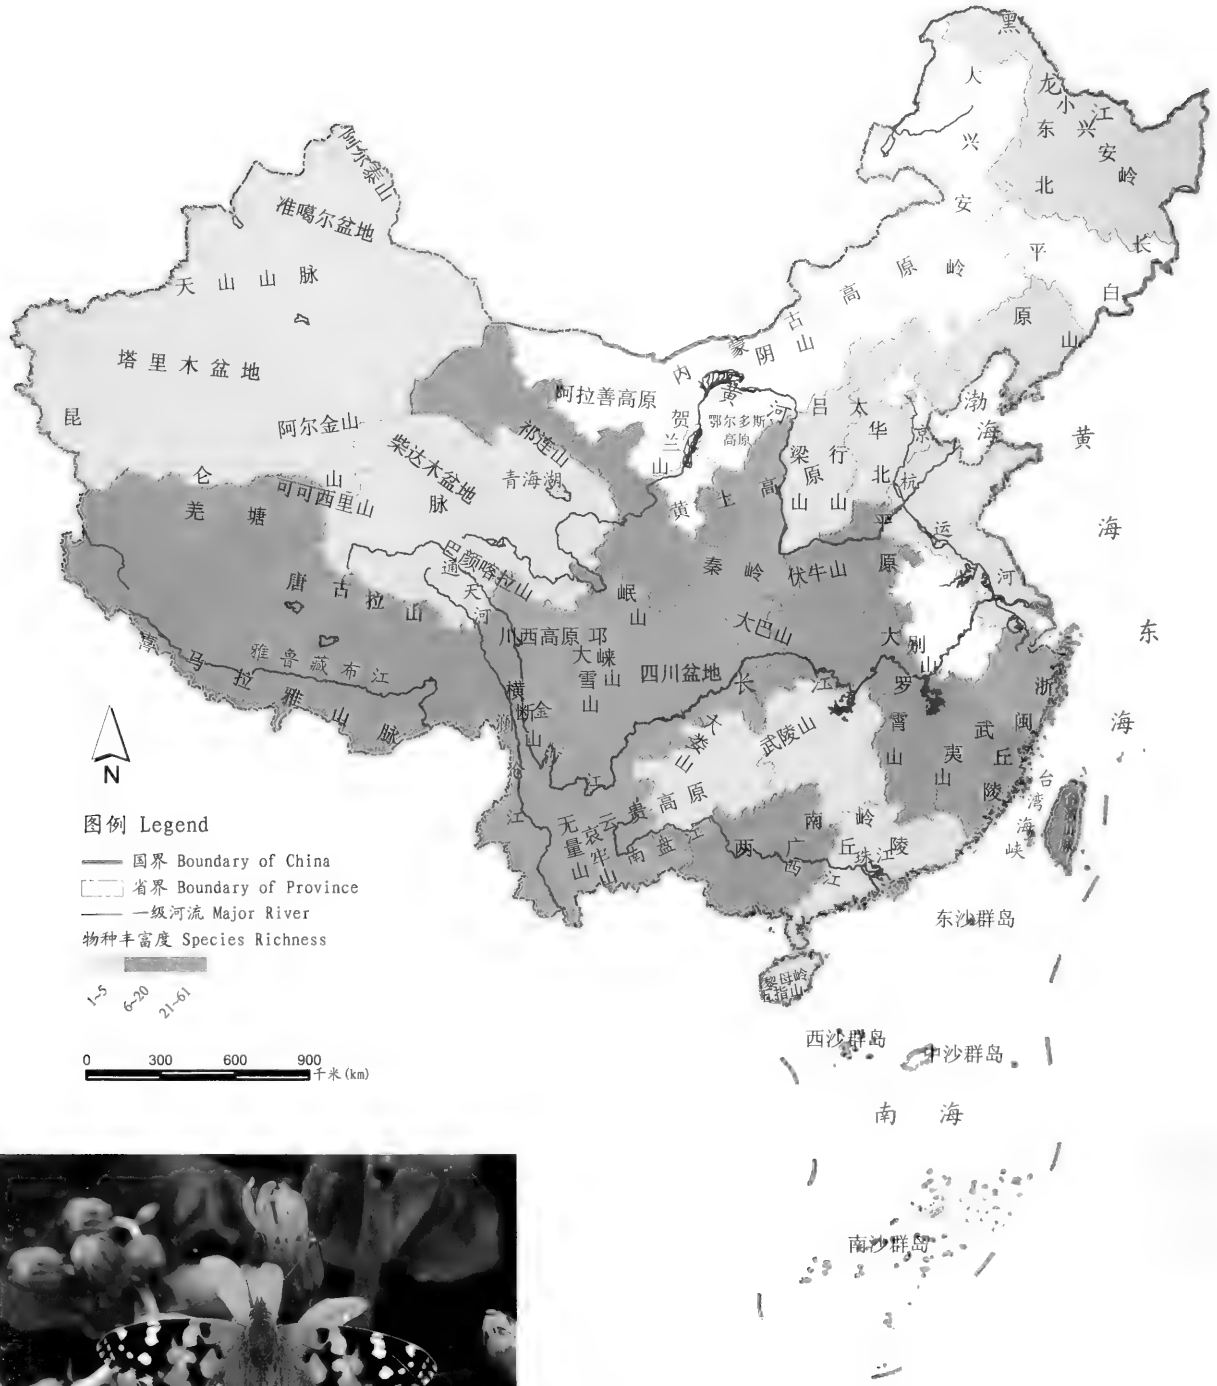 黑龙江
大兴安岭
小兴安岭
东北平原
长白山
阿尔泰山
准噶尔盆地
天山山脉
塔里木盆地
昆仑山脉
阿尔金山
柴达木盆地
祁连山
青海湖
可可西里山
羌塘
内蒙古高原
阴山
阿拉善高原
贺兰山
黄河
鄂尔多斯
高原
吕梁山
太行山
华北平原
京杭运河
渤海
黄海
黄土高原
巴颜喀拉山
通天河
唐古拉山
秦岭
伏牛山
岷山
大巴山
川西高原
邛崃山
大雪山
四川盆地
长江
大别山
东海
喜马拉雅山脉
雅鲁藏布江
横断山
金
江
江
罗霄山
武夷山
浙闽丘陵
大娄山
武陵山
云贵高原
无量山
哀牢山
南盘江
南岭
两广丘陵
西江
珠江
台湾海峡
东沙群岛
黎母岭
五指山
西沙群岛
中沙群岛
南海
南沙群岛
N
图例 Legend
国界 Boundary of China
省界 Boundary of Province
一级河流 Major River
物种丰富度 Species Richness
1~5
6~20
21~61
0 300 600 900
千米(km)